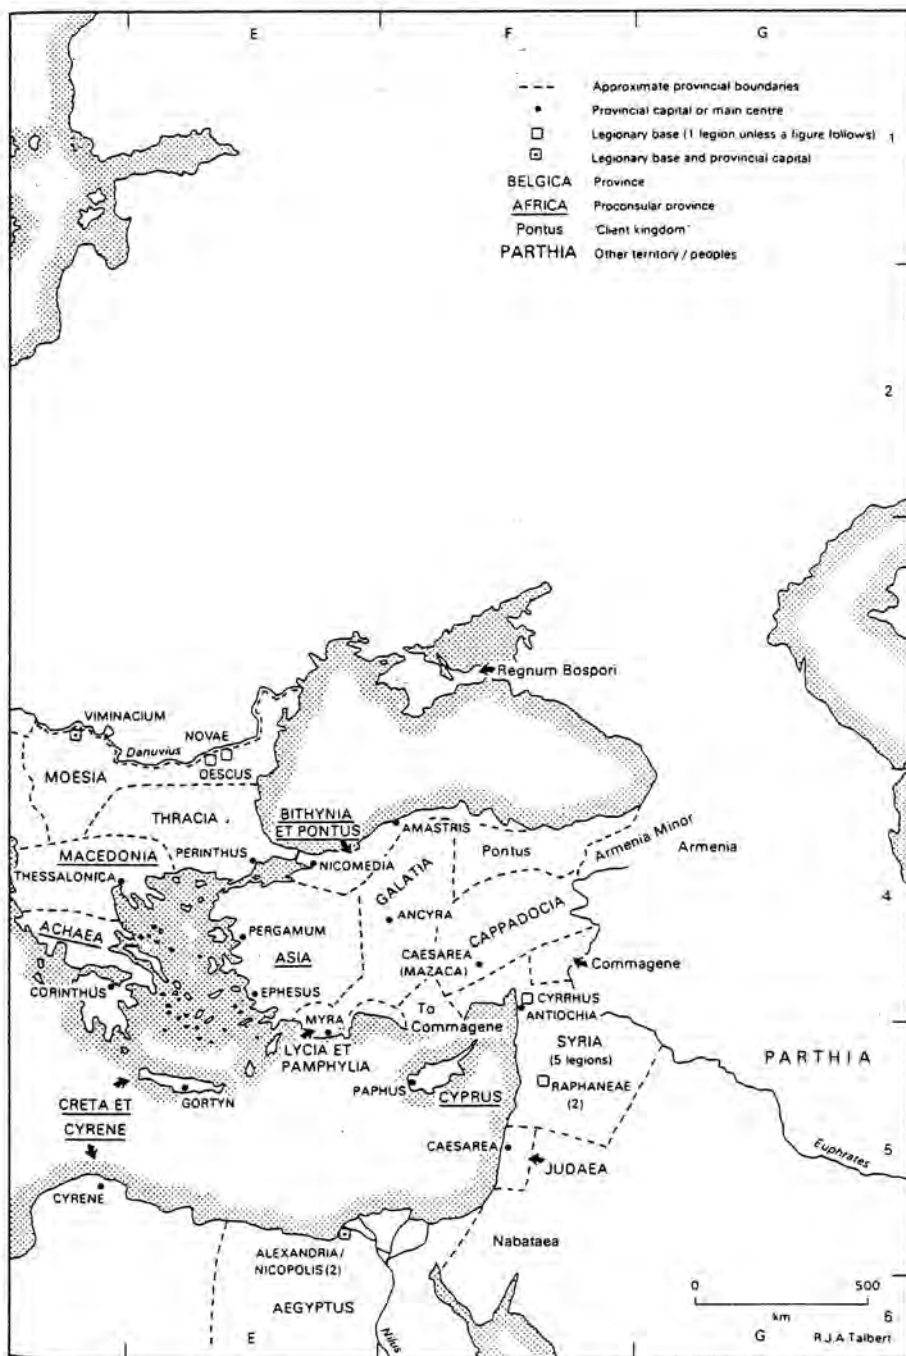 E
F
G
Approximate provincial boundaries
Provincial capital or main centre
Legionary base (1 legion unless a figure follows)
1
Legionary base and provincial capital
BELGICA Province
AFRICA Proconsular province
Pontus 'Client kingdom'
PARTHIA Other territory / peoples
2
Regnum Bospori
VIMINACIUM
NOVAE
Danuvius
OESCUS
MOESIA
THRACIA
BITHYNIA
ET PONTUS
AMASTRIS
Pontus
Armenia Minor
Armenia
MACEDONIA
PERINTHUS
NICOMEDIA
THESSALONICA
GALATIA
4
ANCYRA
CAPPADOCIA
ACHAEA
PERGAMUM
ASIA
CAESAREA
(MAZACA)
Commagene
CORINTHUS
EPHESUS
CYRRHUS
MYRA
To
Commagene
ANTIOCHIA
LYCIA ET
PAMPHYLIA
SYRIA
(5 legions)
PARTHIA
PAPHUS
CYPRUS
RAPHANEAE
(2)
GORTYN
CRETA ET
CYRENE
CAESAREA
JUDAEA
Euphrates
5
CYRENE
Nabataea
ALEXANDRIA/
NICOPOLIS (2)
AEGYPTUS
Nilus
0 500
km
6
E
G
R.J.A Talbert